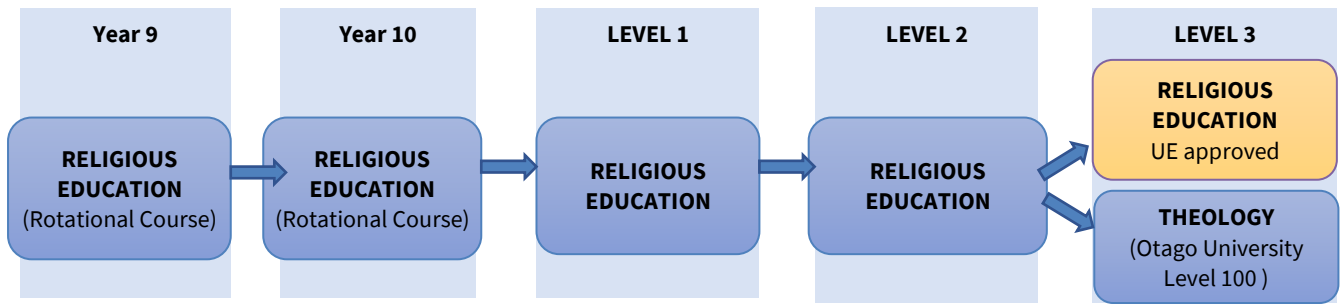 Year 9
Year 10
LEVEL 1
LEVEL 2
LEVEL 3
RELIGIOUS
EDUCATION
(Rotational Course)
RELIGIOUS
EDUCATION
(Rotational Course)
RELIGIOUS
EDUCATION
RELIGIOUS
EDUCATION
RELIGIOUS
EDUCATION
UE approved
THEOLOGY
(Otago University
Level 100 )